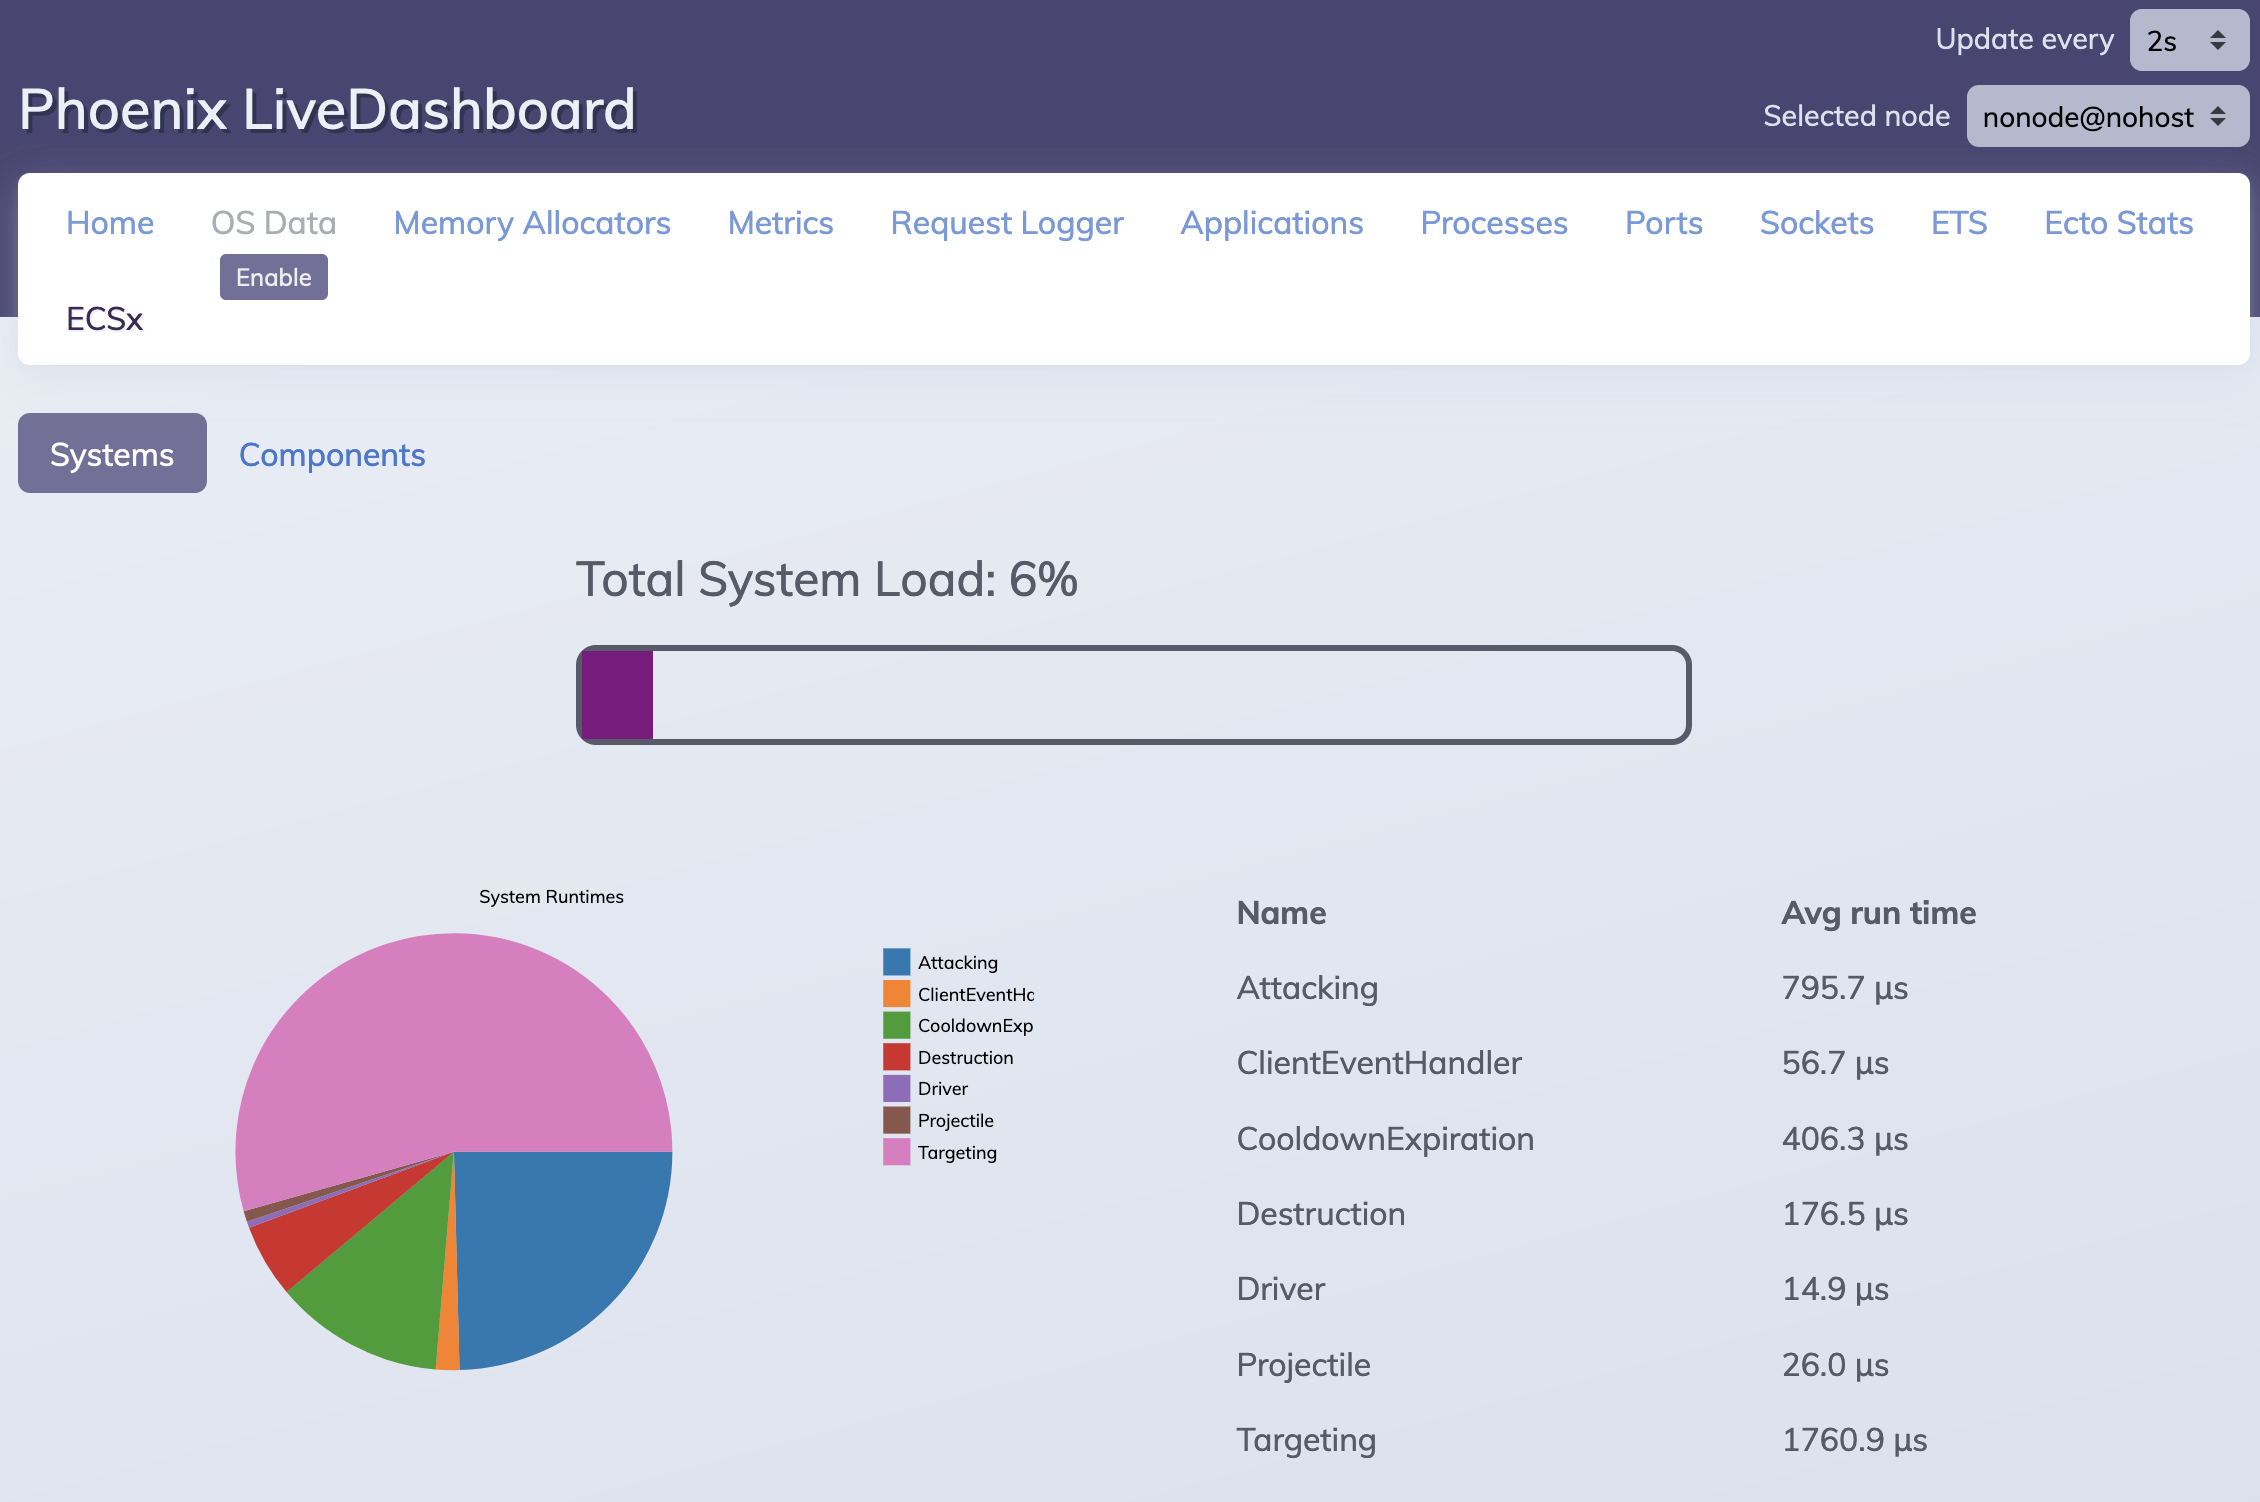 Update every 2s
Phoenix LiveDashboard
Selected node nonode@nohost
Home OS Data Memory Allocators Metrics Request Logger Applications Processes Ports Sockets ETS Ecto Stats
Enable
ECSx
Systems Components
Total System Load: 6%
System Runtimes
Attacking
ClientEventHa
CooldownExp
Destruction
Driver
Projectile
Targeting
Name Avg run time
Attacking 795.7 µs
ClientEventHandler 56.7 µs
CooldownExpiration 406.3 µs
Destruction 176.5 µs
Driver 14.9 µs
Projectile 26.0 µs
Targeting 1760.9 µs